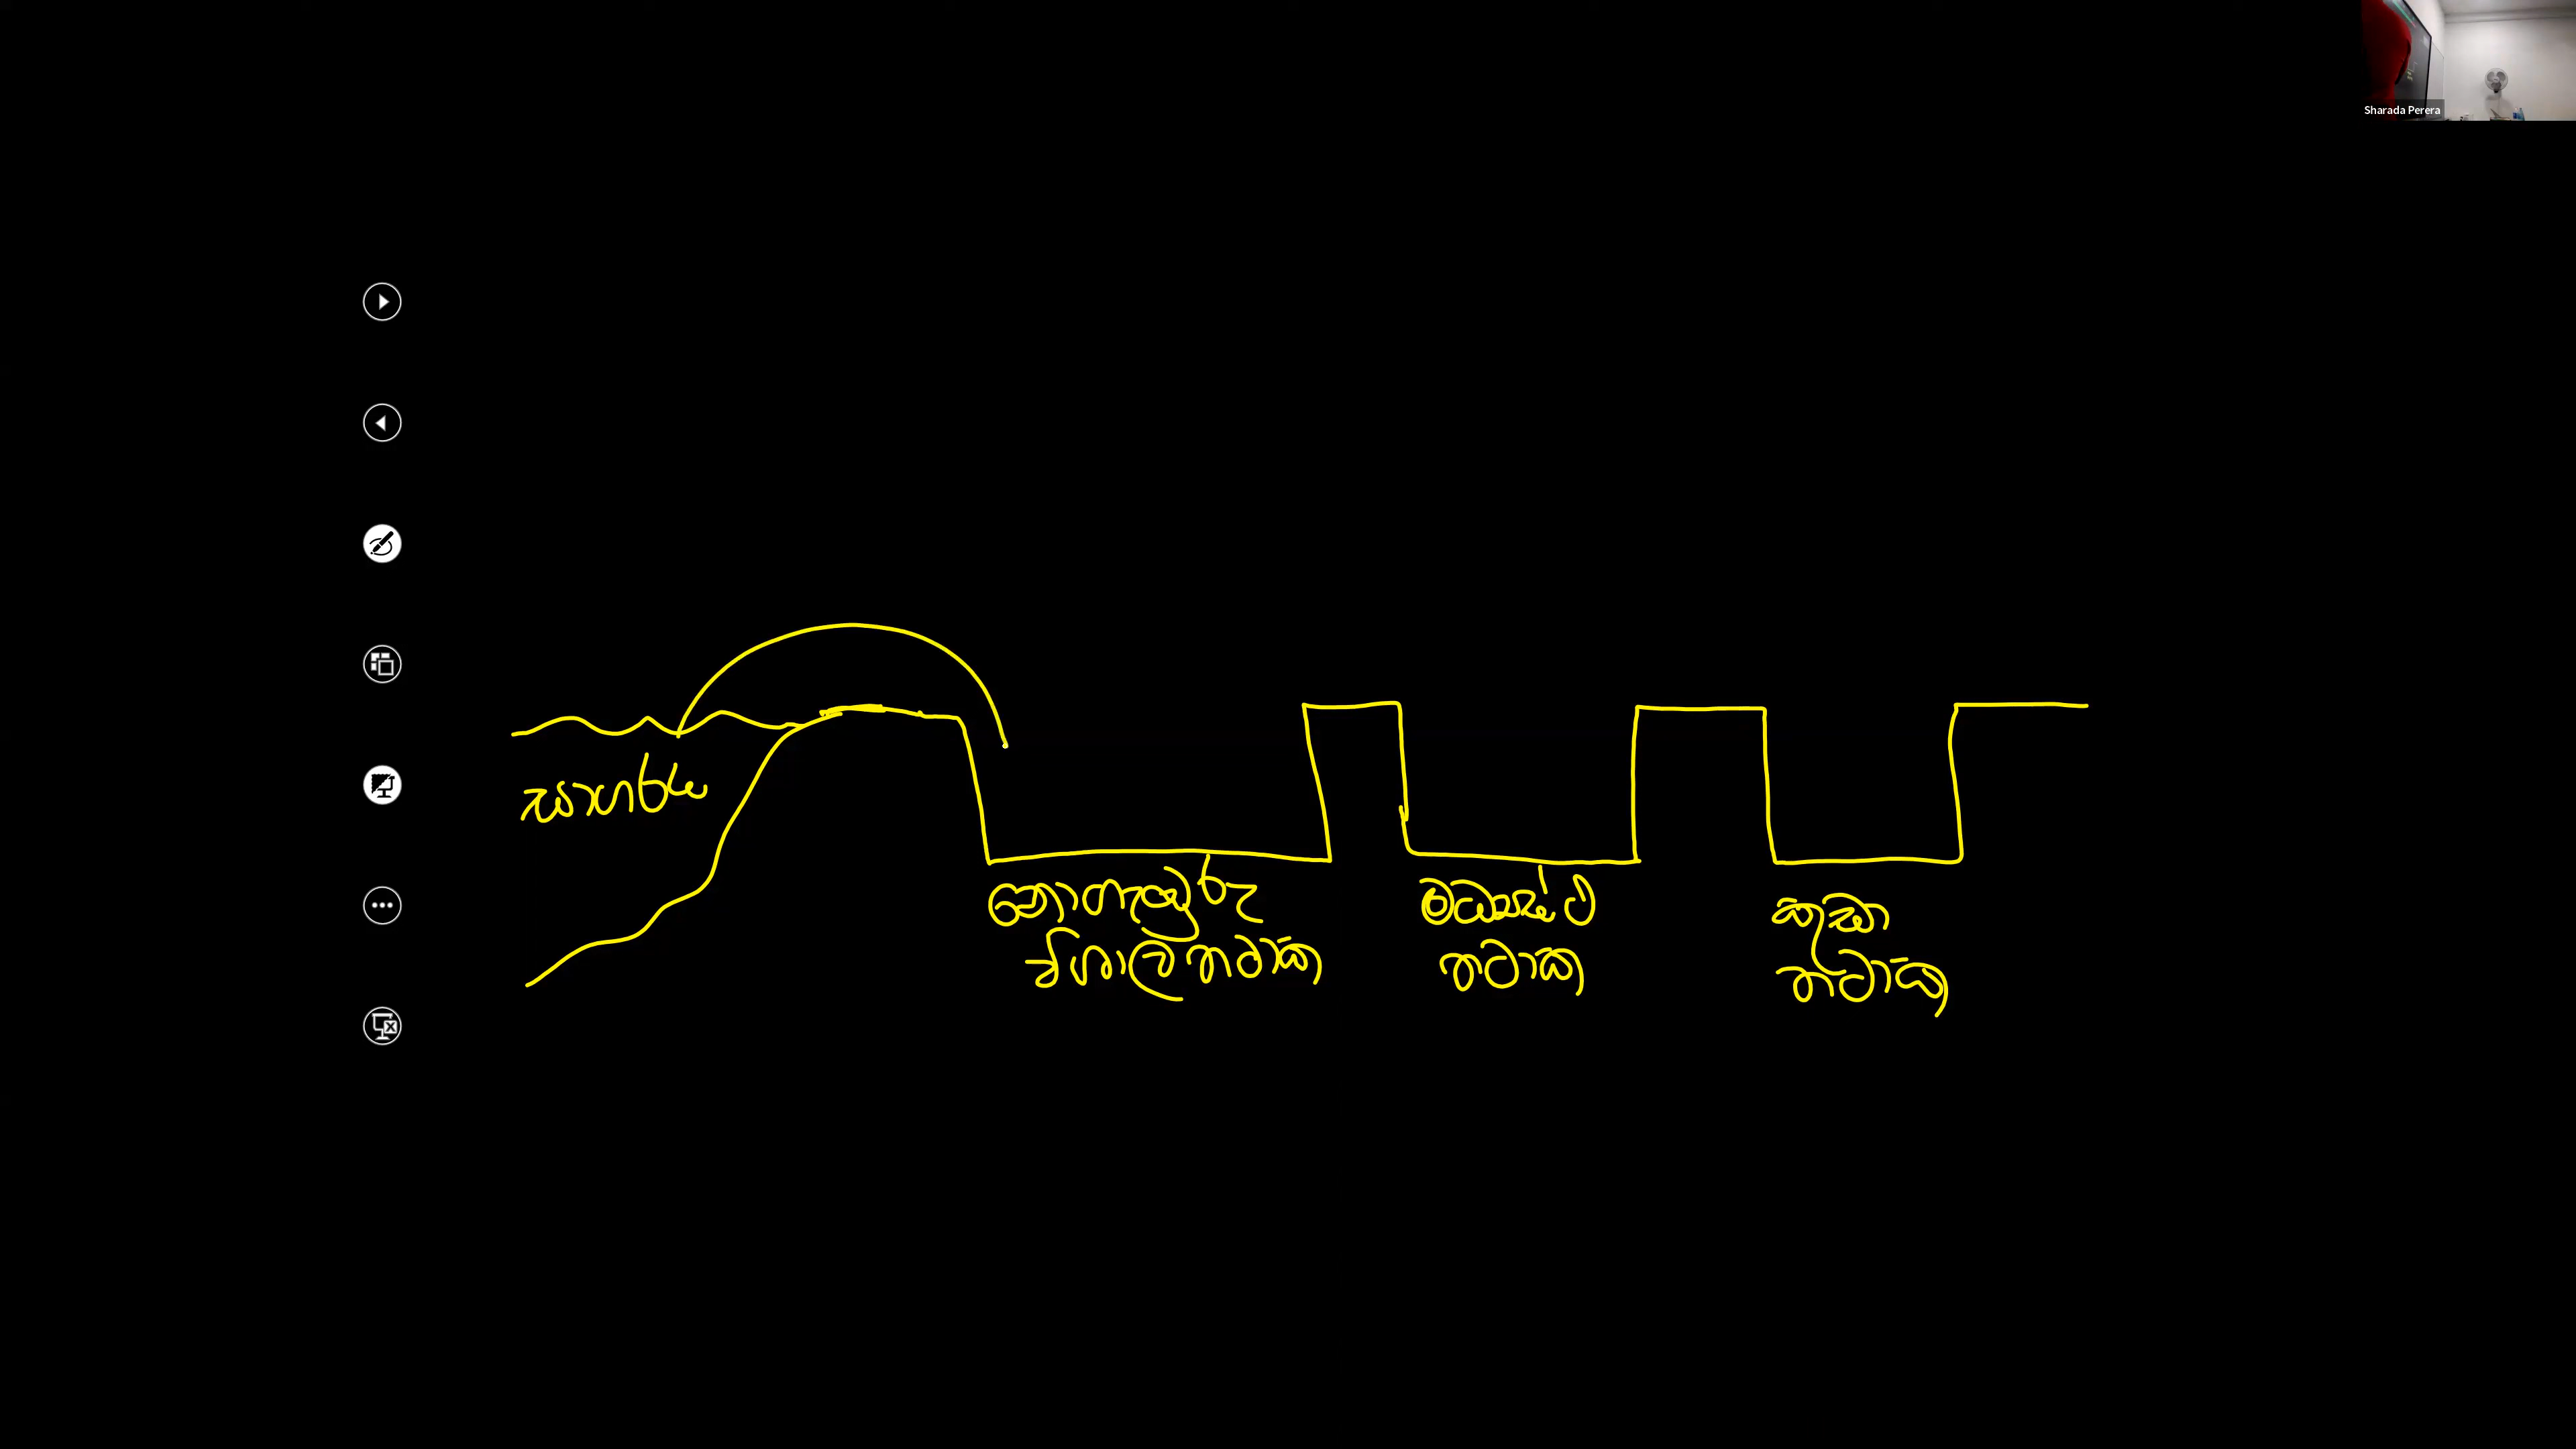 Sharada Perera
සාගරය
නොගැඹුරු
විශාල තටාක
මධ්‍යස්ථ
තටාක
කුඩා
තටාක